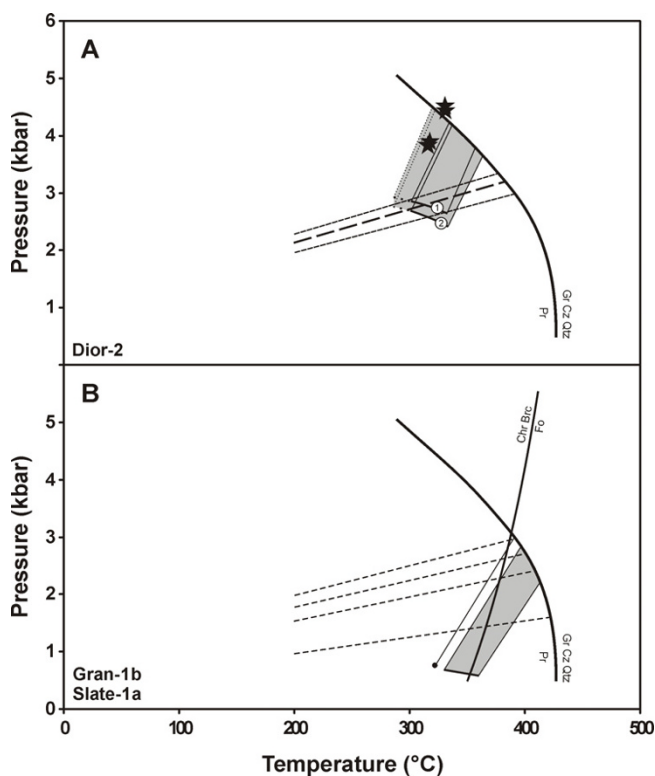 A
6
5
4
3
2
1
Pressure (kbar)
1
2
Pr
Gr Cz Qtz
Dior-2
B
5
4
3
2
1
0
Pressure (kbar)
Chr Brc
Fo
Pr
Gr Cz Qtz
Gran-1b
Slate-1a
0 100 200 300 400 500
Temperature (°C)